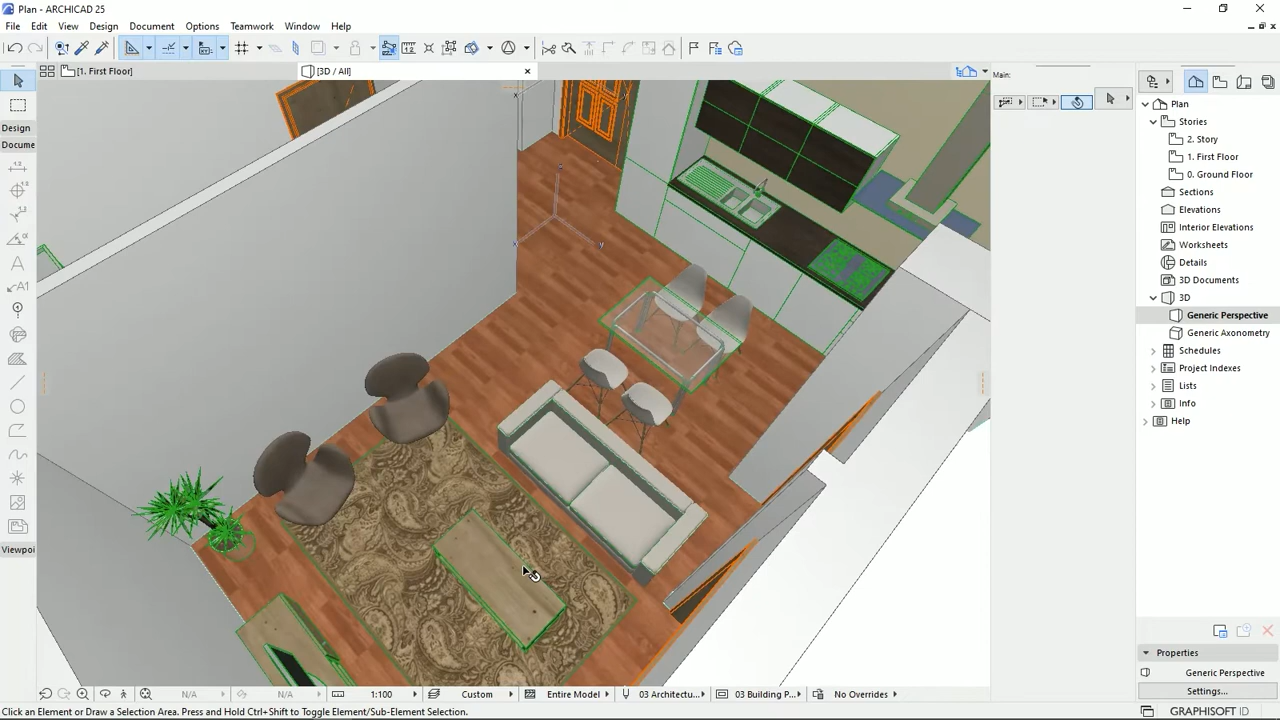 Plan - ARCHICAD 25
File Edit View Design Document Options Teamwork Window Help
[1. First Floor]
[3D / All]
Main:
Design
Docume
Viewpoi
Plan
Stories
2. Story
1. First Floor
0. Ground Floor
Sections
Elevations
Interior Elevations
Worksheets
Details
3D Documents
3D
Generic Perspective
Generic Axonometry
Schedules
Project Indexes
Lists
Info
Help
Properties
Generic Perspective
Settings...
N/A N/A 1:100 Custom Entire Model 03 Architectu... 03 Building P... No Overrides
Click an Element or Draw a Selection Area. Press and Hold Ctrl+Shift to Toggle Element/Sub-Element Selection.
GRAPHISOFT ID